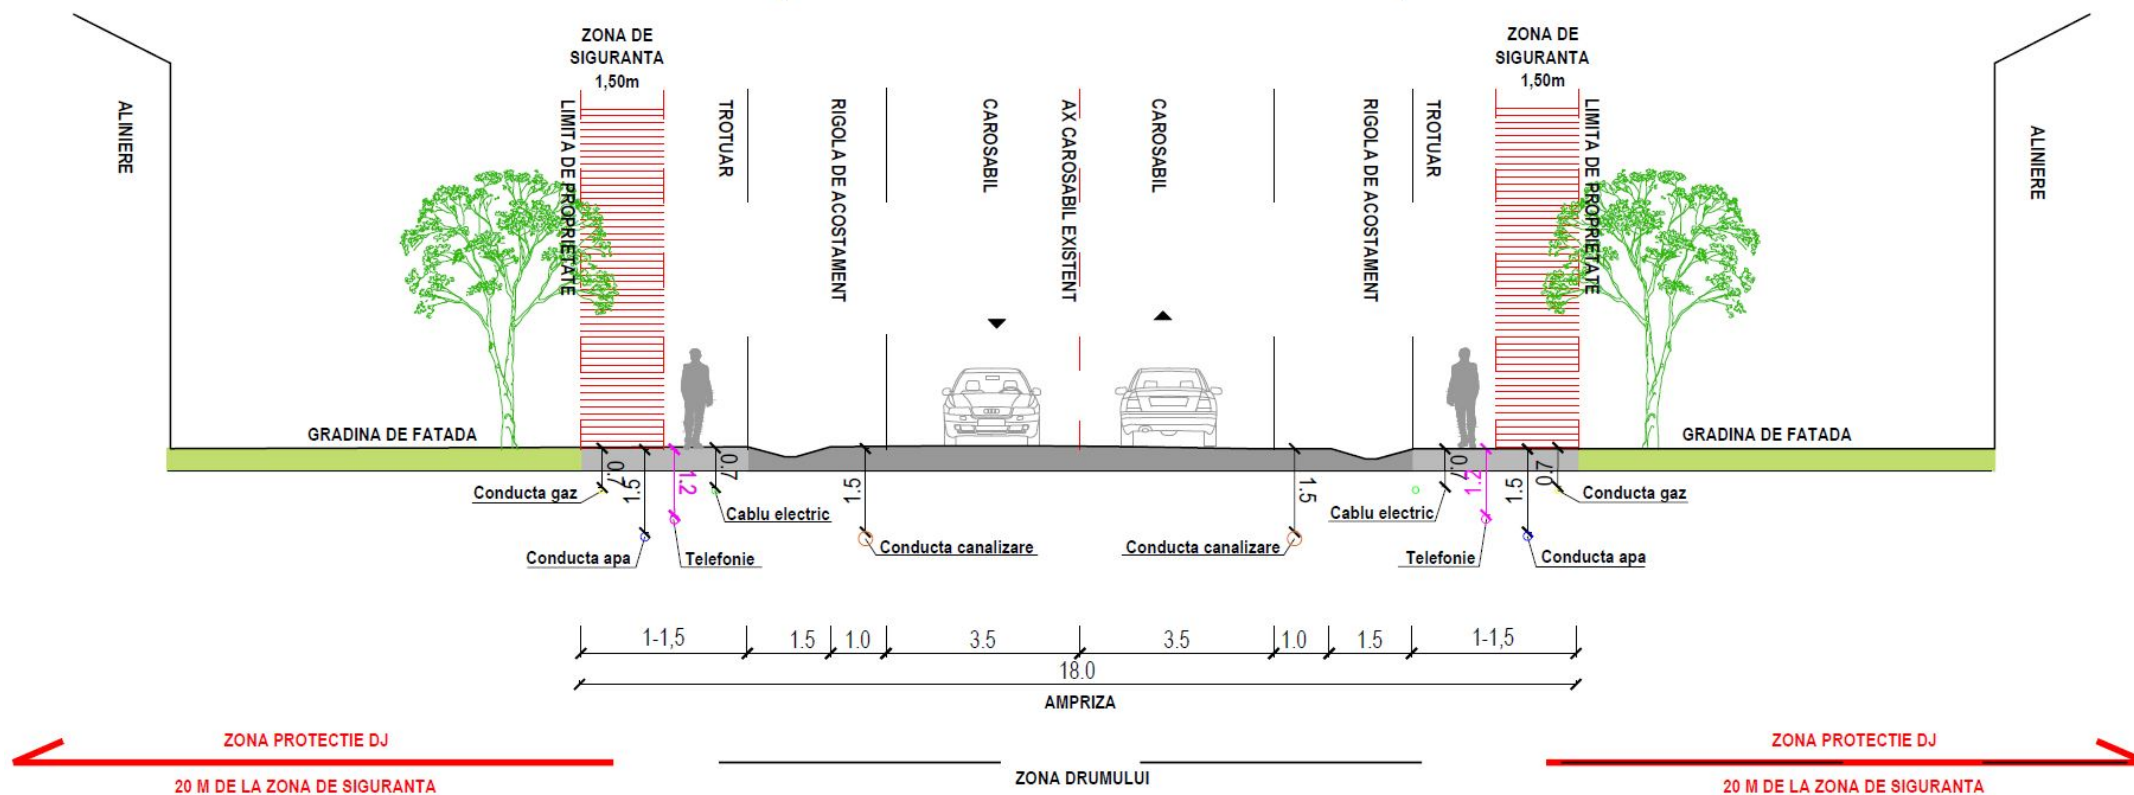 ZONA DE
SIGURANTA
1,50m
ZONA DE
SIGURANTA
1,50m
ALINIERE
LIMITA DE PROPRIETATE
TROTUAR
RIGOLA DE ACOSTAMENT
CAROSABIL
AX CAROSABIL EXISTENT
CAROSABIL
RIGOLA DE ACOSTAMENT
TROTUAR
LIMITA DE PROPRIETATE
ALINIERE
GRADINA DE FATADA
GRADINA DE FATADA
0.7
1.5
1.2
0.7
1.5
1.5
0.7
1.2
1.5
0.7
Conducta gaz
Cablu electric
Cablu electric
Conducta gaz
Conducta apa
Telefonie
Conducta canalizare
Conducta canalizare
Telefonie
Conducta apa
1-1,5
1.5
1.0
3.5
3.5
1.0
1.5
1-1,5
18.0
AMPRIZA
ZONA PROTECTIE DJ
20 M DE LA ZONA DE SIGURANTA
ZONA DRUMULUI
ZONA PROTECTIE DJ
20 M DE LA ZONA DE SIGURANTA